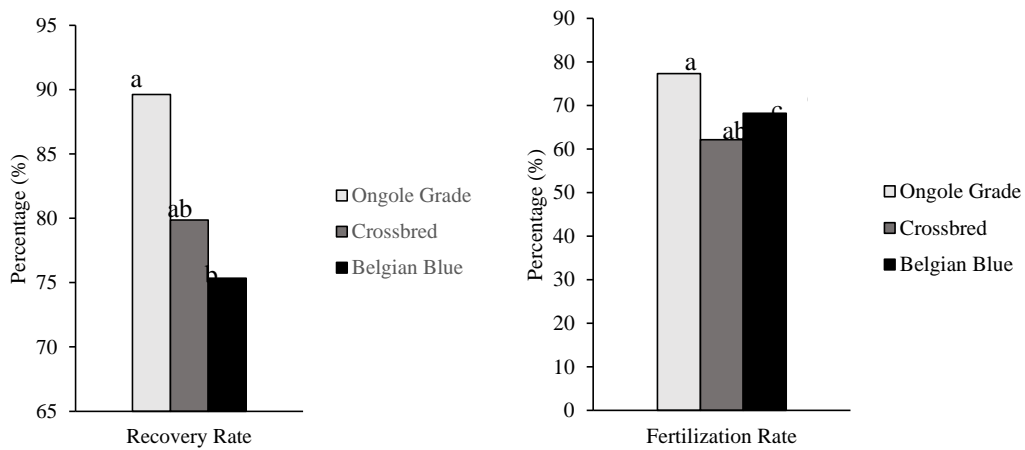 95
90
85
80
75
70
65
Percentage (%)
a
ab
b
Recovery Rate
Ongole Grade
Crossbred
Belgian Blue
90
80
70
60
50
40
30
20
10
0
Percentage (%)
a
ab
c
Fertilization Rate
Ongole Grade
Crossbred
Belgian Blue